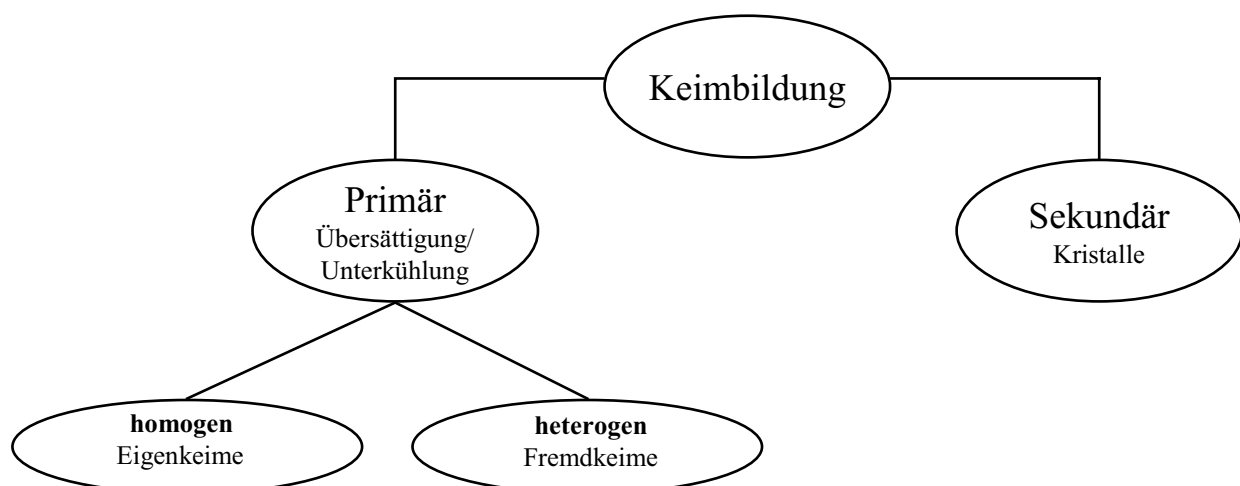 Keimbildung
Primär
Übersättigung/
Unterkühlung
Sekundär
Kristalle
homogen
Eigenkeime
heterogen
Fremdkeime